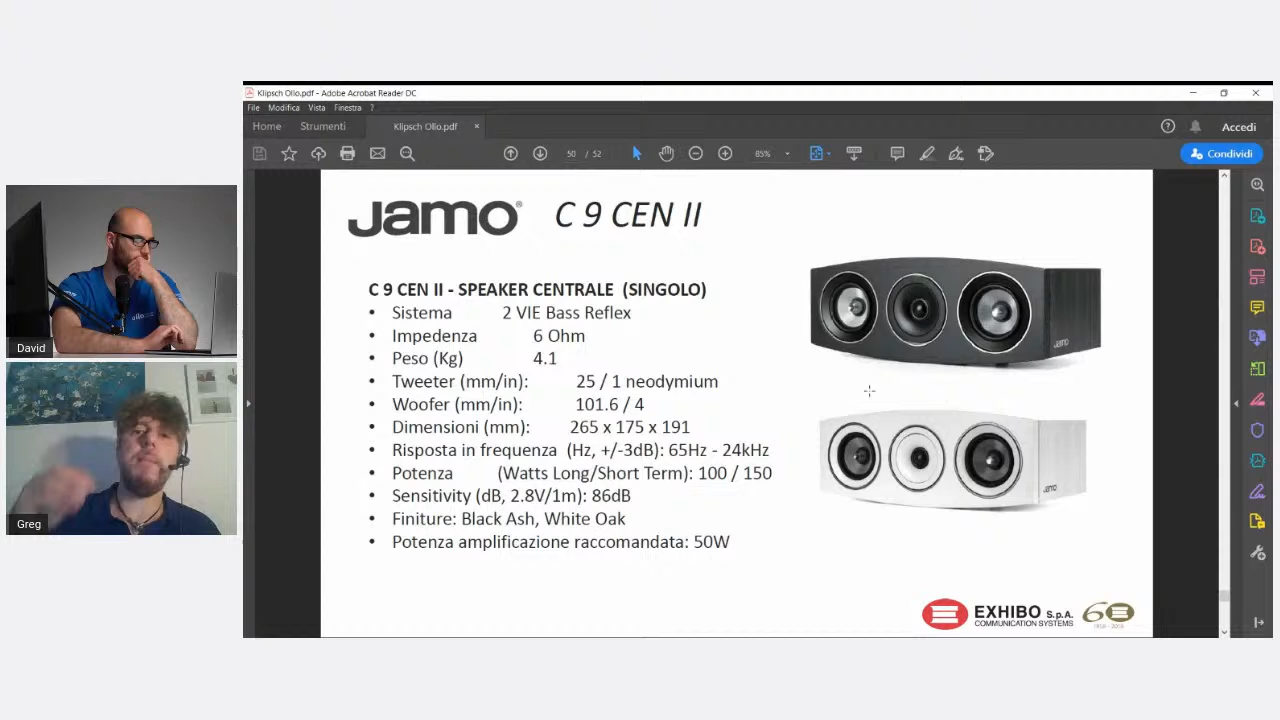 Klipsch Ollo.pdf - Adobe Acrobat Reader DC
File Modifica Vista Finestra ?
Home Strumenti Klipsch Ollo.pdf × Accedi
50 / 52 85% Condividi
Jamo® C 9 CEN II
C 9 CEN II - SPEAKER CENTRALE (SINGOLO)
• Sistema 2 VIE Bass Reflex
• Impedenza 6 Ohm
• Peso (Kg) 4.1
• Tweeter (mm/in): 25 / 1 neodymium
• Woofer (mm/in): 101.6 / 4
• Dimensioni (mm): 265 x 175 x 191
• Risposta in frequenza (Hz, +/-3dB): 65Hz - 24kHz
• Potenza (Watts Long/Short Term): 100 / 150
• Sensitivity (dB, 2.8V/1m): 86dB
• Finiture: Black Ash, White Oak
• Potenza amplificazione raccomandata: 50W
JAMO
JAMO
David
Greg
EXHIBO S.p.A.
COMMUNICATION SYSTEMS
60